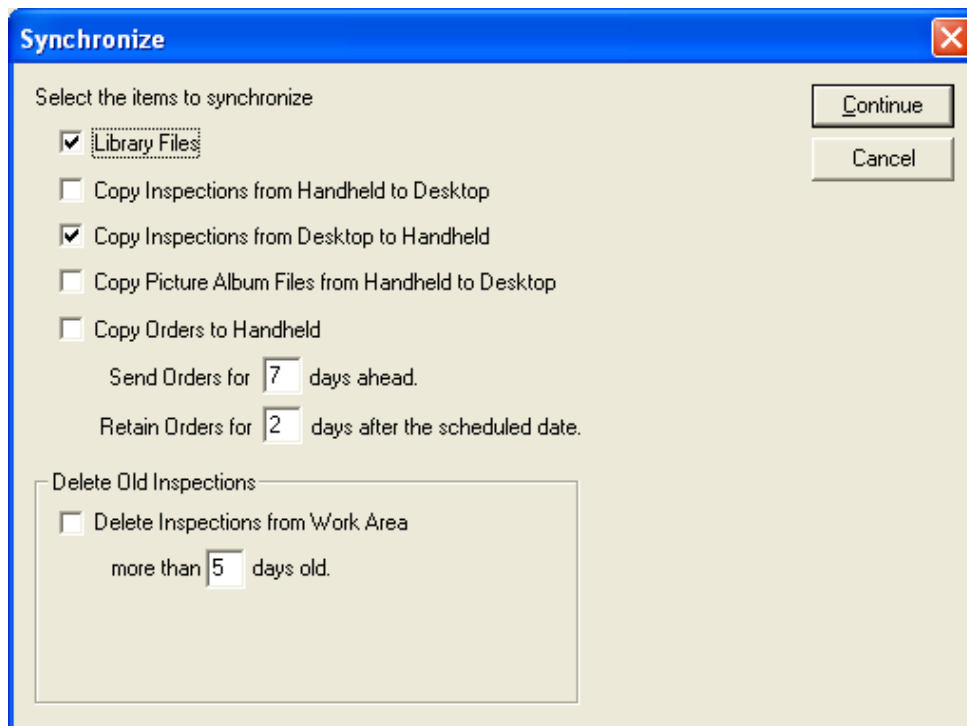 Synchronize
Select the items to synchronize
Continue
Library Files
Cancel
Copy Inspections from Handheld to Desktop
Copy Inspections from Desktop to Handheld
Copy Picture Album Files from Handheld to Desktop
Copy Orders to Handheld
Send Orders for 7 days ahead.
Retain Orders for 2 days after the scheduled date.
Delete Old Inspections
Delete Inspections from Work Area
more than 5 days old.